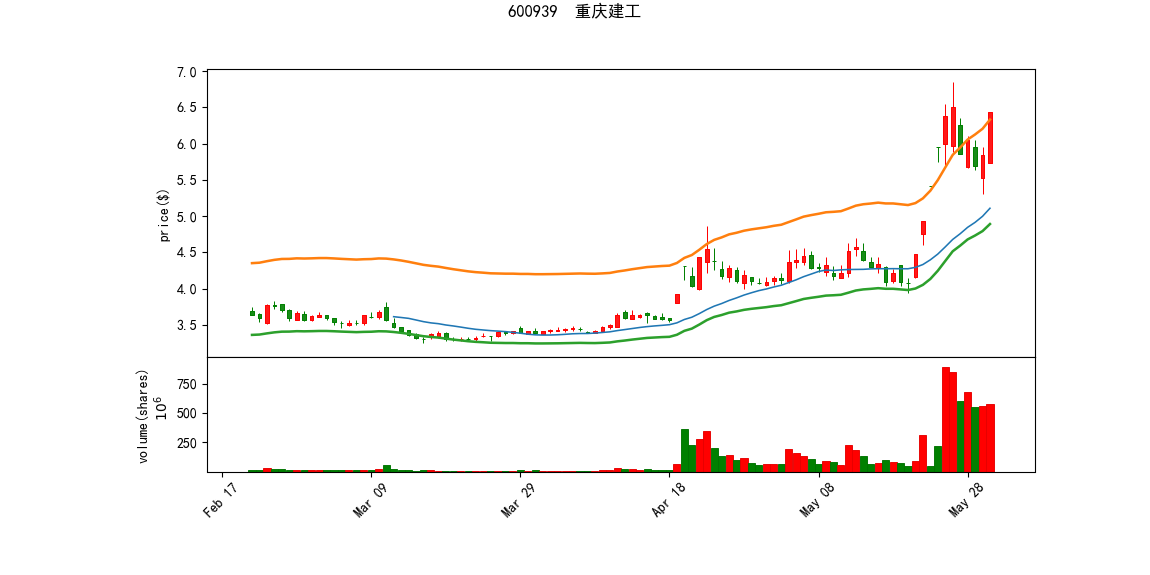 600939  重庆建工
7.0
6.5
6.0
5.5
5.0
4.5
4.0
3.5
price($)
750
500
250
volume(shares)
10^6
Feb 17
Mar 09
Mar 29
Apr 18
May 08
May 28